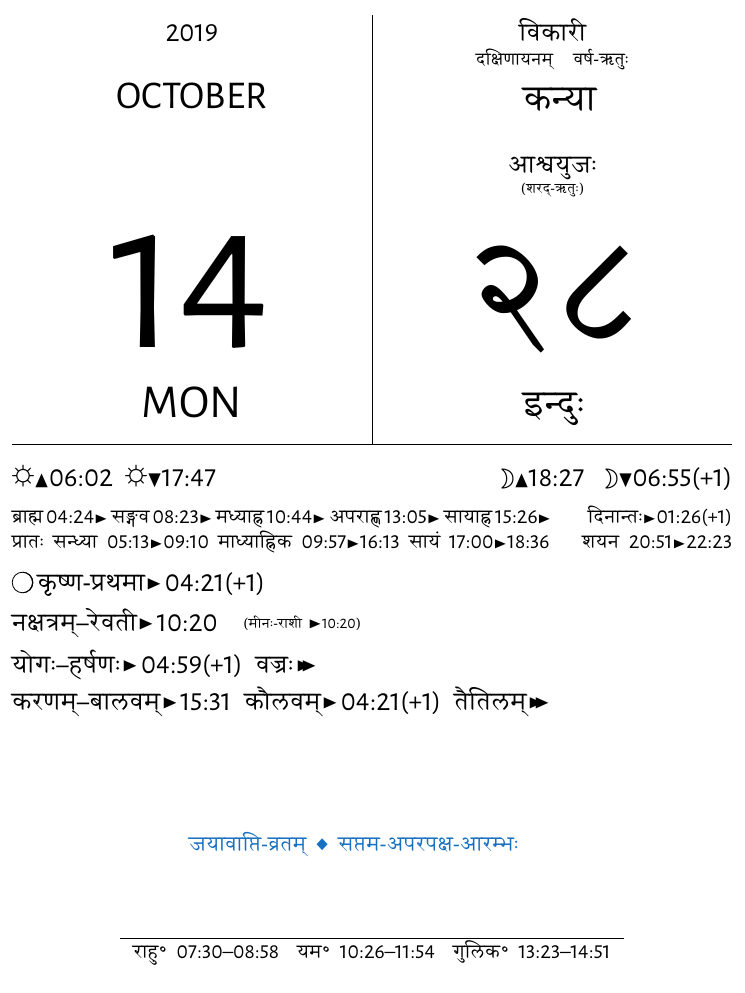 2019
OCTOBER
14
MON
विकारी
दक्षिणायनम् वर्ष-ऋतुः
कन्या
आश्वयुजः
(शरद्-ऋतुः)
२८
इन्दुः
☼▲06:02 ☼▼17:47 ☽▲18:27 ☽▼06:55(+1)
ब्राह्म 04:24► सङ्गव 08:23► मध्याह्न 10:44► अपराह्ण 13:05► सायाह्न 15:26► दिनान्तः►01:26(+1)
प्रातः सन्ध्या 05:13►09:10 माध्याह्निक 09:57►16:13 सायं 17:00►18:36 शयन 20:51►22:23
◯कृष्ण-प्रथमा► 04:21(+1)
नक्षत्रम्–रेवती►10:20 (मीनः-राशी ►10:20)
योगः–हर्षणः► 04:59(+1) वज्रः►►
करणम्–बालवम्►15:31 कौलवम्►04:21(+1) तैतिलम्►►
जयावाप्ति-व्रतम् ◆ सप्तम-अपरपक्ष-आरम्भः
राहु° 07:30–08:58 यम° 10:26–11:54 गुलिक° 13:23–14:51